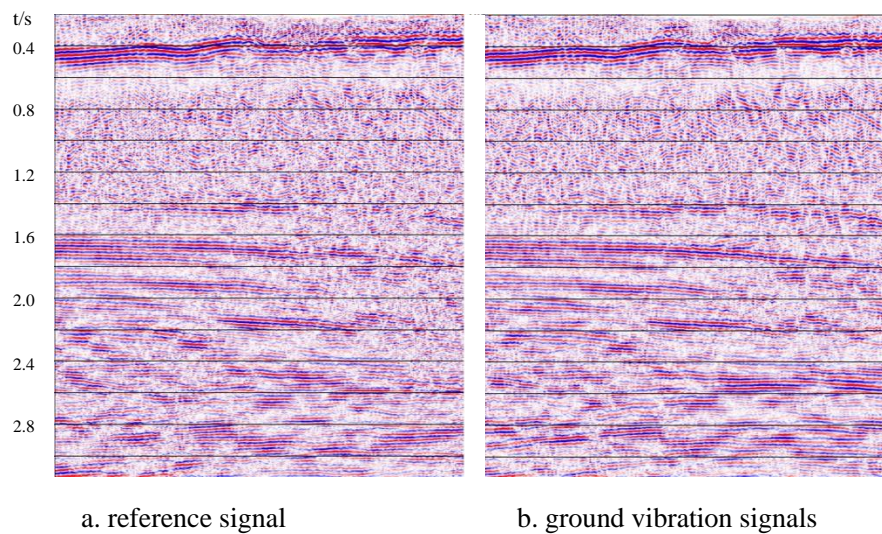 t/s
0.4
0.8
1.2
1.6
2.0
2.4
2.8
a. reference signal
b. ground vibration signals